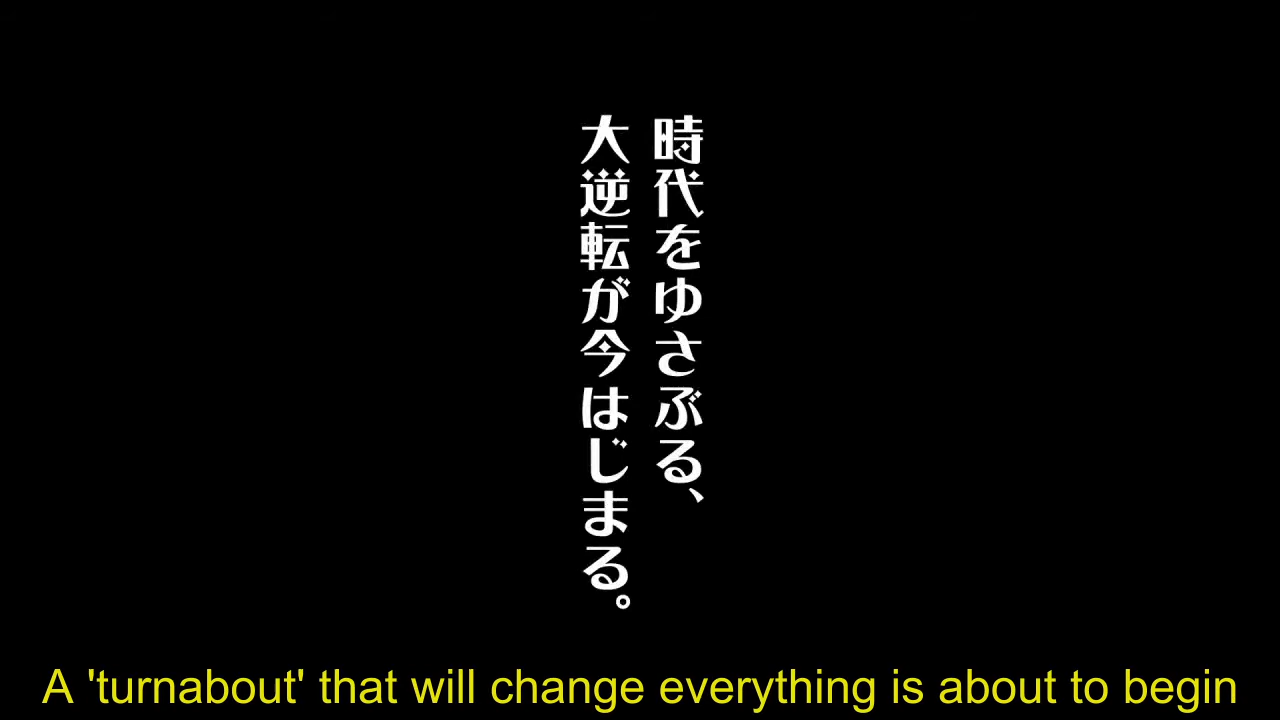 時代をゆさぶる、
大逆転が今はじまる。
A 'turnabout' that will change everything is about to begin